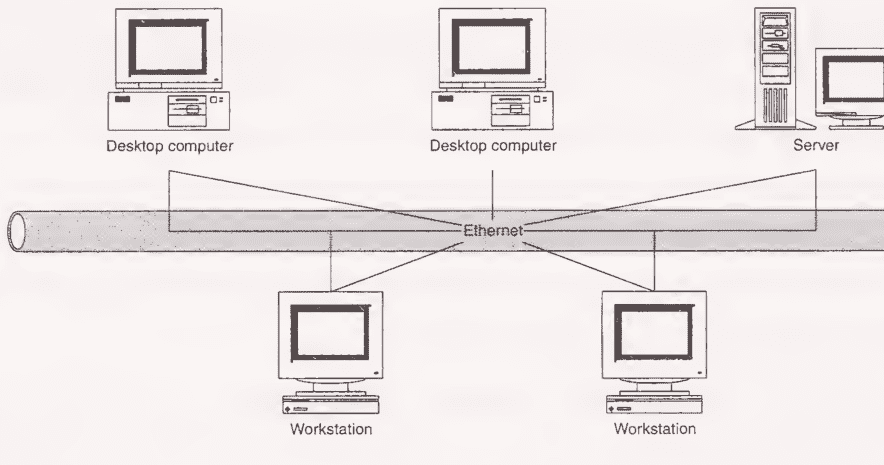 Desktop computer
Desktop computer
Server
Ethernet
Workstation
Workstation